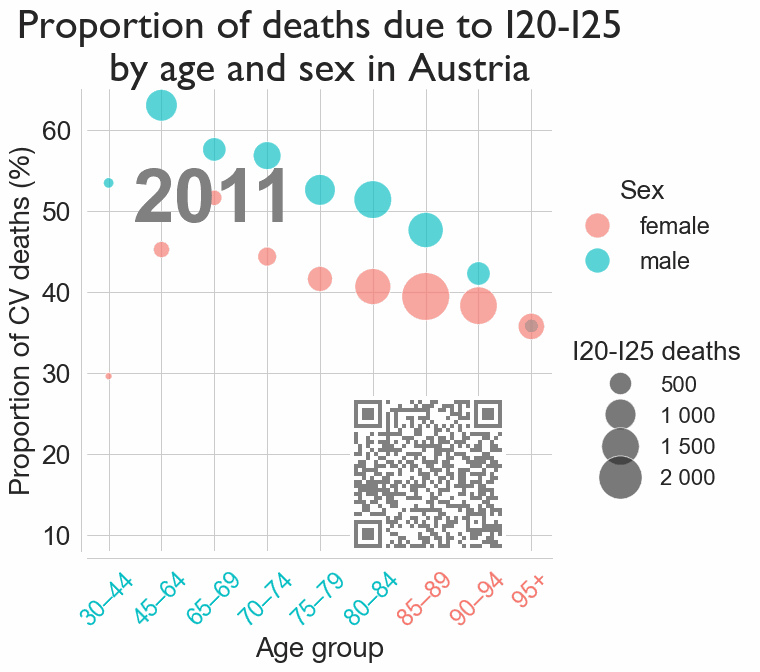 Proportion of deaths due to I20-I25
by age and sex in Austria
Proportion of CV deaths (%)
60
50
40
30
20
10
2011
30–44
45–64
65–69
70–74
75–79
80–84
85–89
90–94
95+
Age group
Sex
female
male
I20-I25 deaths
500
1 000
1 500
2 000